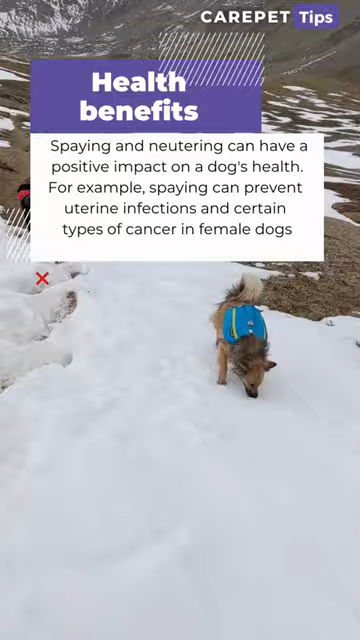 CAREPET Tips
Health
benefits
Spaying and neutering can have a
positive impact on a dog's health.
For example, spaying can prevent
uterine infections and certain
types of cancer in female dogs